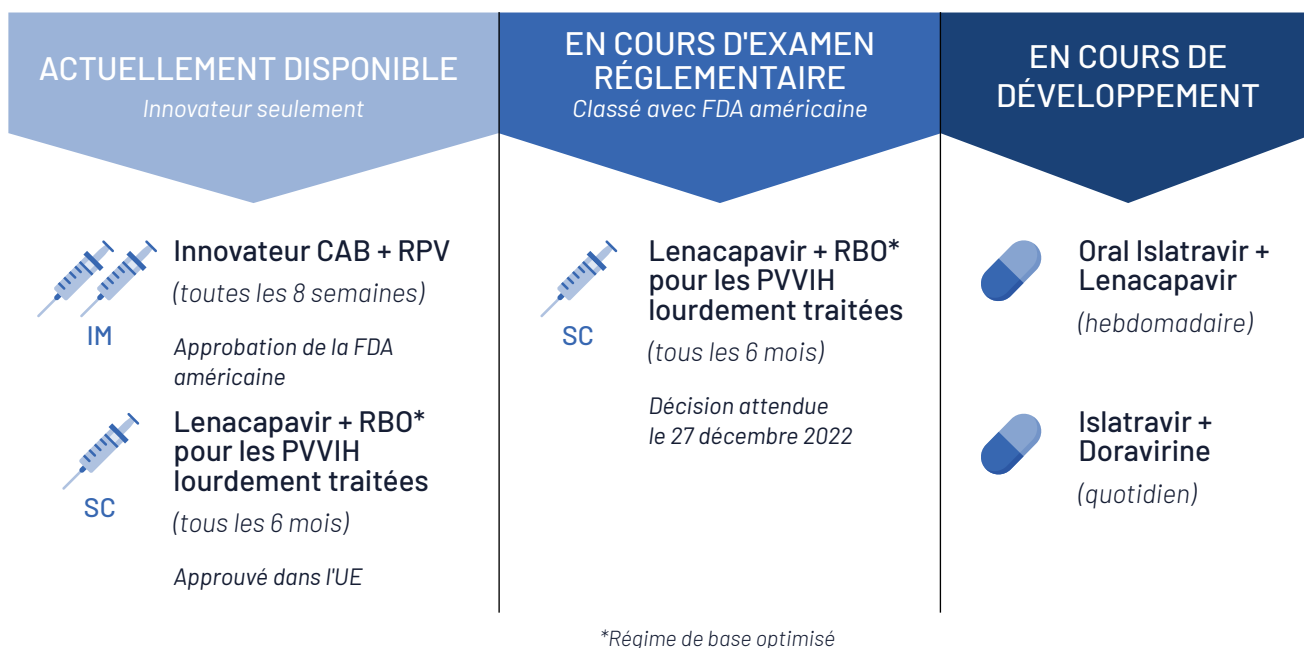 ACTUELLEMENT DISPONIBLE
Innovateur seulement
Innovateur CAB + RPV
(toutes les 8 semaines)
IM
Approbation de la FDA
américaine
Lenacapavir + RBO*
pour les PVVIH
lourdement traitées
SC
(tous les 6 mois)
Approuvé dans l'UE
EN COURS D'EXAMEN
RÉGLEMENTAIRE
Classé avec FDA américaine
Lenacapavir + RBO*
pour les PVVIH
lourdement traitées
SC
(tous les 6 mois)
Décision attendue
le 27 décembre 2022
EN COURS DE
DÉVELOPPEMENT
Oral Islatravir +
Lenacapavir
(hebdomadaire)
Islatravir +
Doravirine
(quotidien)
*Régime de base optimisé